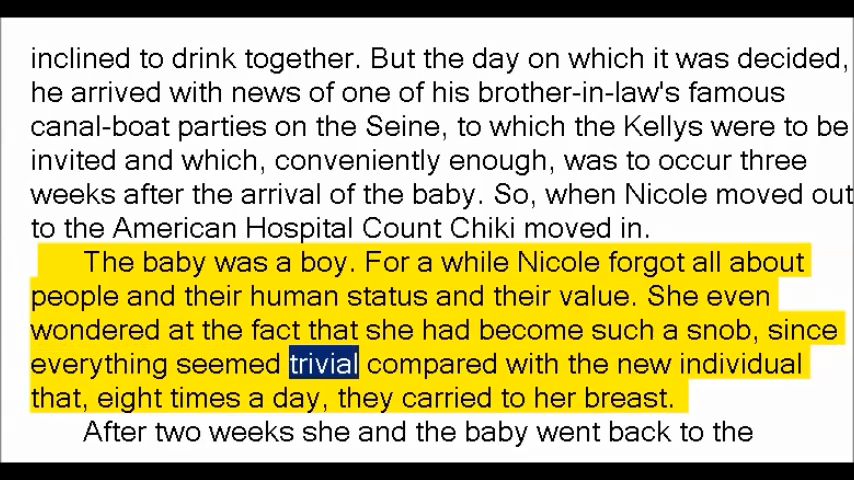 inclined to drink together. But the day on which it was decided,
he arrived with news of one of his brother-in-law's famous
canal-boat parties on the Seine, to which the Kellys were to be
invited and which, conveniently enough, was to occur three
weeks after the arrival of the baby. So, when Nicole moved out
to the American Hospital Count Chiki moved in.
The baby was a boy. For a while Nicole forgot all about
people and their human status and their value. She even
wondered at the fact that she had become such a snob, since
everything seemed trivial compared with the new individual
that, eight times a day, they carried to her breast.
After two weeks she and the baby went back to the